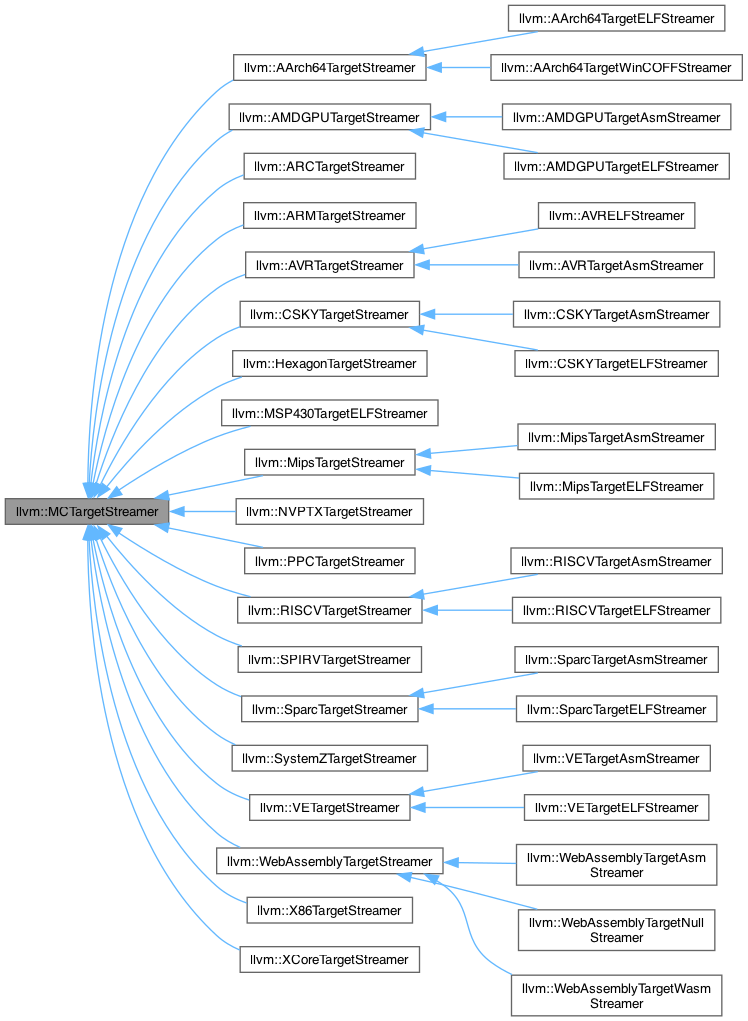 llvm::AArch64TargetELFStreamer
llvm::AArch64TargetStreamer
llvm::AArch64TargetWinCOFFStreamer
llvm::AMDGPUTargetStreamer
llvm::AMDGPUTargetAsmStreamer
llvm::AMDGPUTargetELFStreamer
llvm::ARCTargetStreamer
llvm::ARMTargetStreamer
llvm::AVRELFStreamer
llvm::AVRTargetStreamer
llvm::AVRTargetAsmStreamer
llvm::CSKYTargetStreamer
llvm::CSKYTargetAsmStreamer
llvm::CSKYTargetELFStreamer
llvm::HexagonTargetStreamer
llvm::MSP430TargetELFStreamer
llvm::MipsTargetAsmStreamer
llvm::MipsTargetStreamer
llvm::MipsTargetELFStreamer
llvm::MCTargetStreamer
llvm::NVPTXTargetStreamer
llvm::PPCTargetStreamer
llvm::RISCVTargetAsmStreamer
llvm::RISCVTargetStreamer
llvm::RISCVTargetELFStreamer
llvm::SPIRVTargetStreamer
llvm::SparcTargetAsmStreamer
llvm::SparcTargetStreamer
llvm::SparcTargetELFStreamer
llvm::SystemZTargetStreamer
llvm::VETargetAsmStreamer
llvm::VETargetStreamer
llvm::VETargetELFStreamer
llvm::WebAssemblyTargetStreamer
llvm::WebAssemblyTargetAsm
Streamer
llvm::X86TargetStreamer
llvm::WebAssemblyTargetNull
Streamer
llvm::XCoreTargetStreamer
llvm::WebAssemblyTargetWasm
Streamer